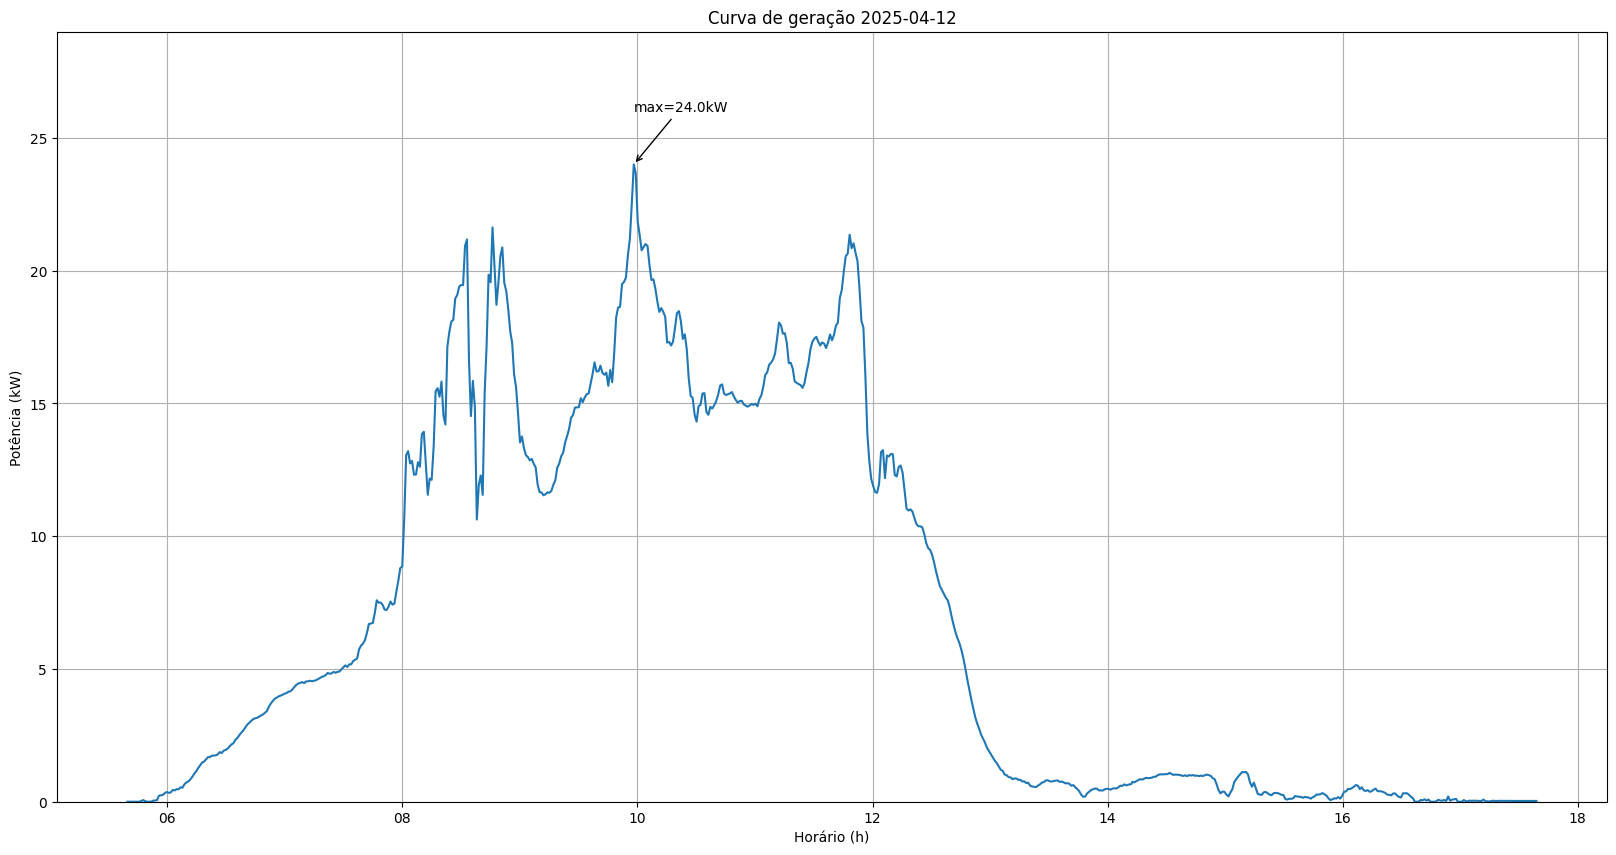 Curva de geração 2025-04-12
max=24.0kW
Potência (kW)
25
20
15
10
5
0
06 08 10 12 14 16 18
Horário (h)